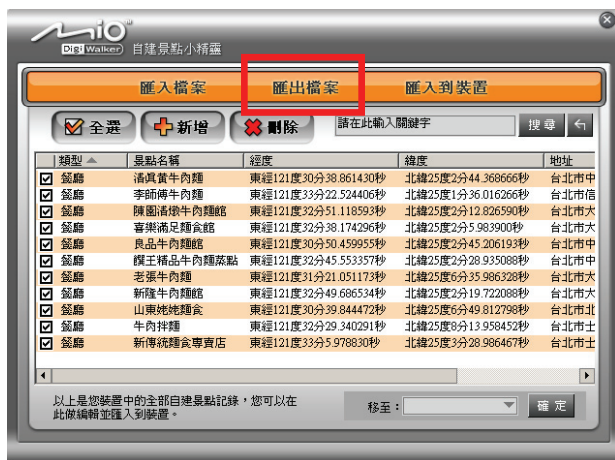 Mio
DigiWalker 自建景點小精靈
匯入檔案 匯出檔案 匯入到裝置
全選 新增 刪除 請在此輸入關鍵字 搜尋
類型 景點名稱 經度 緯度 地址
餐廳 清真黃牛肉麵 東經121度30分38.861430秒 北緯25度2分44.368666秒 台北市中
餐廳 李師傅牛肉麵 東經121度33分22.524406秒 北緯25度1分36.016266秒 台北市信
餐廳 陳園清燉牛肉麵館 東經121度32分51.118593秒 北緯25度2分12.826590秒 台北市大
餐廳 喜樂滿足麵食館 東經121度32分38.174296秒 北緯25度2分5.983900秒 台北市大
餐廳 良品牛肉麵館 東經121度30分50.459955秒 北緯25度2分45.206193秒 台北市中
餐廳 饌王精品牛肉麵蒸點 東經121度32分45.553357秒 北緯25度2分28.935088秒 台北市中
餐廳 老張牛肉麵 東經121度31分21.051173秒 北緯25度6分35.986328秒 台北市大
餐廳 新隆牛肉麵館 東經121度32分49.686534秒 北緯25度2分19.722088秒 台北市大
餐廳 山東姥姥麵食 東經121度30分39.844472秒 北緯25度6分49.812798秒 台北市北
餐廳 牛肉拌麵 東經121度32分29.340291秒 北緯25度8分13.958452秒 台北市士
餐廳 新傳統麵食專賣店 東經121度33分5.978830秒 北緯25度3分28.986467秒 台北市士
以上是您裝置中的全部自建景點記錄，您可以在
此做編輯並匯入到裝置。 移至： 確定